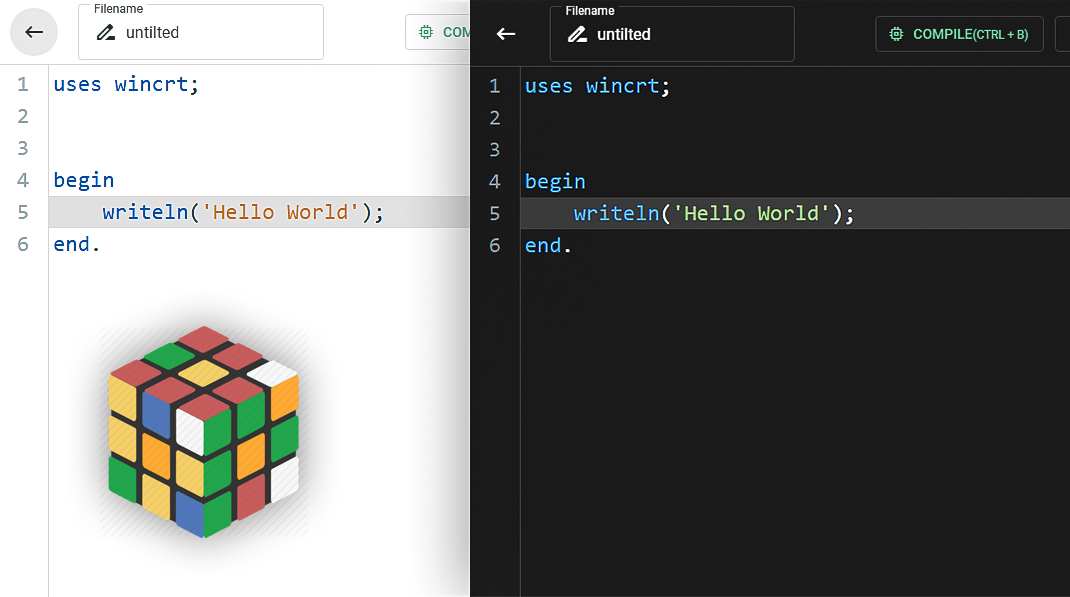 Filename
untilted
COM
1 uses wincrt;
2
3
4 begin
5 writeln('Hello World');
6 end.
Filename
untilted
COMPILE(CTRL + B)
1 uses wincrt;
2
3
4 begin
5 writeln('Hello World');
6 end.